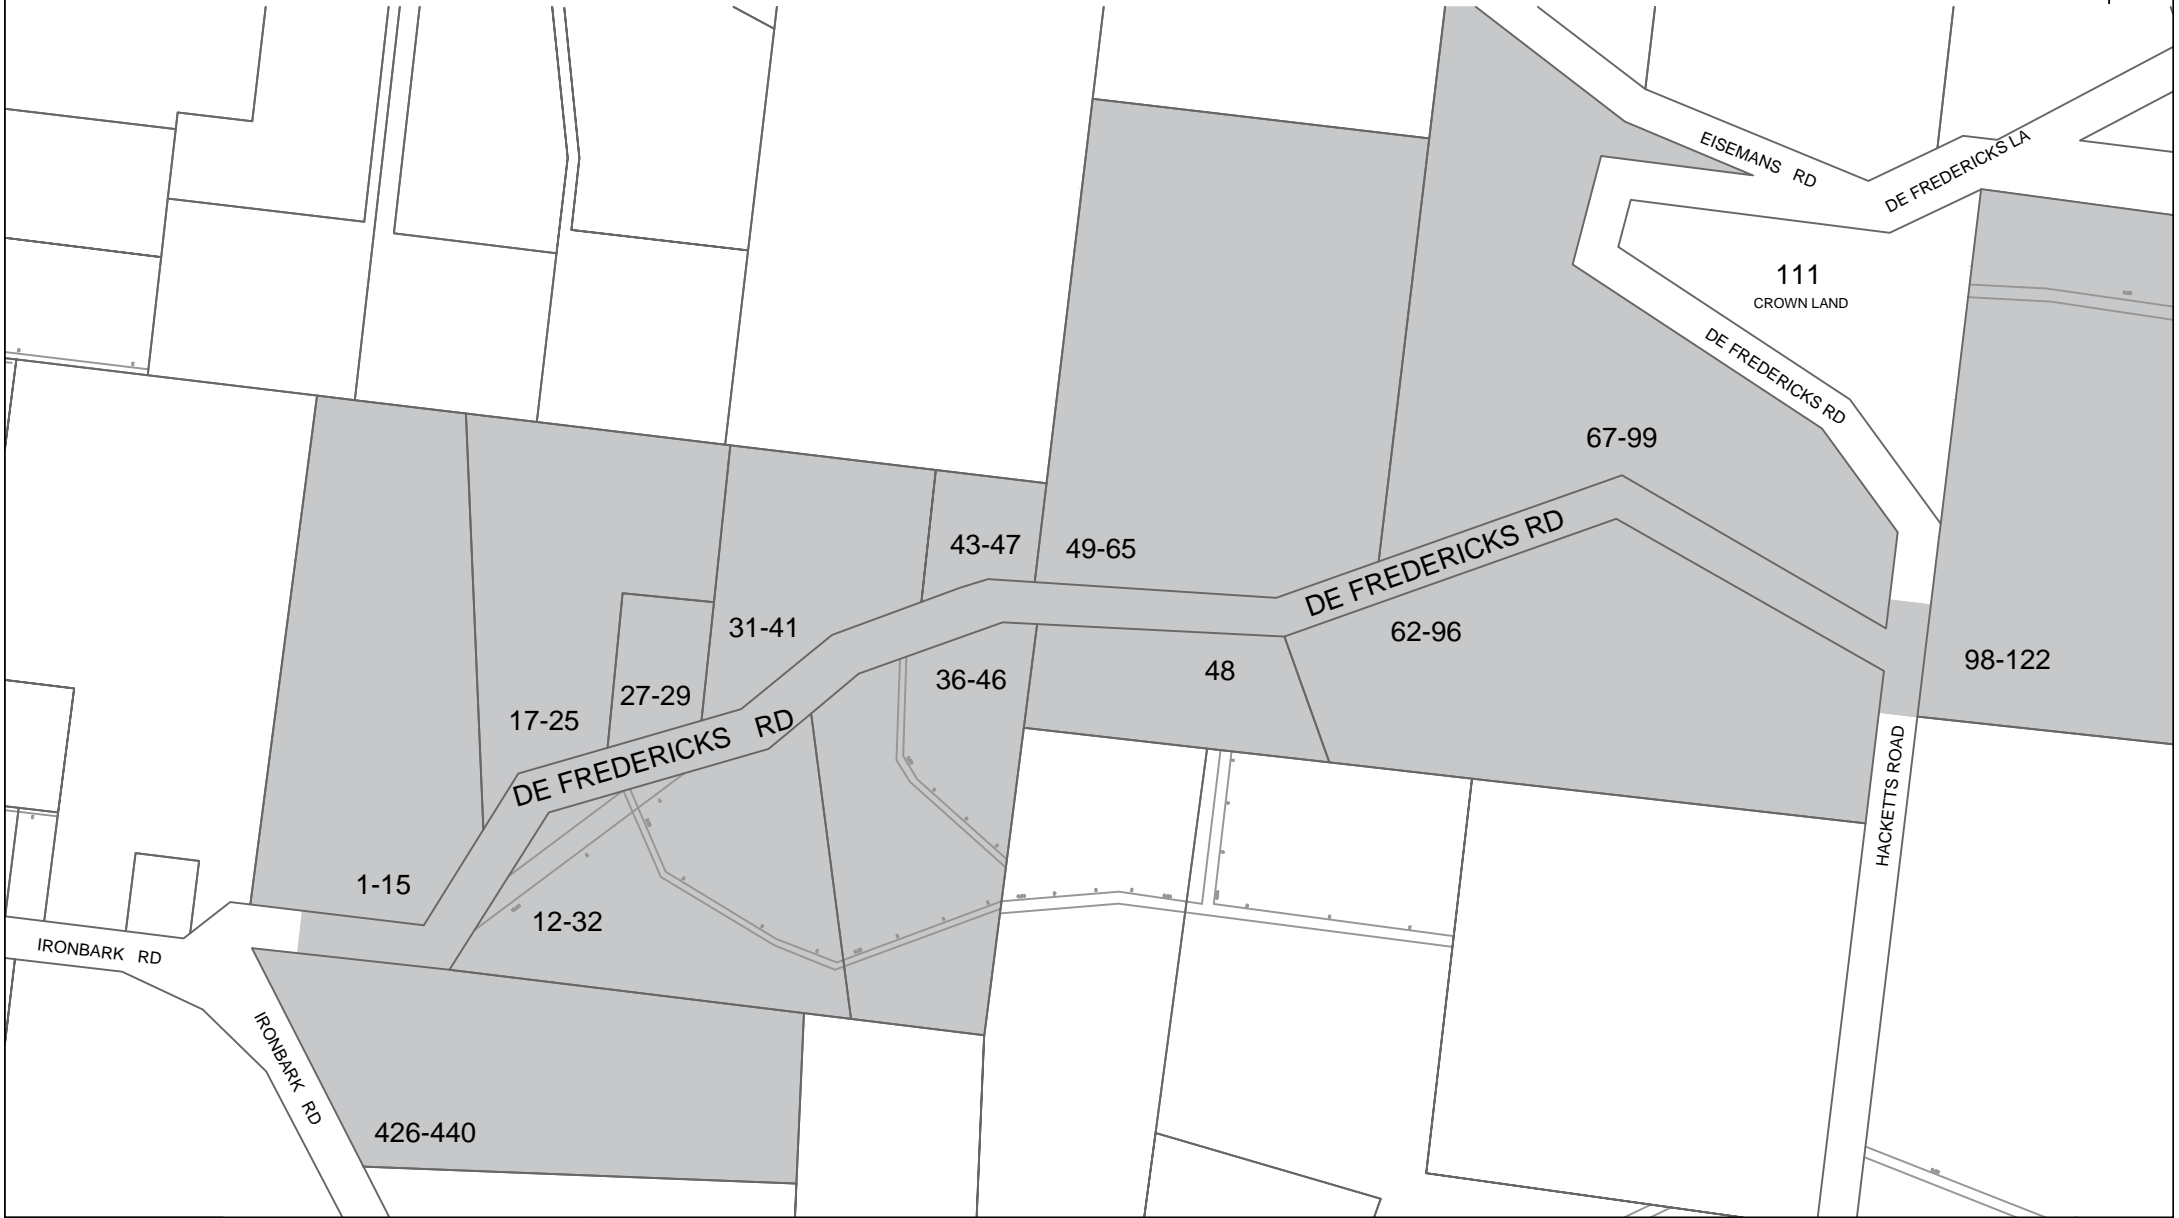 EISEMANS RD
DE FREDERICKS LA
111
CROWN LAND
DE FREDERICKS RD
67-99
43-47
49-65
DE FREDERICKS RD
31-41
62-96
98-122
36-46
48
27-29
17-25
DE FREDERICKS RD
HACKETTS ROAD
1-15
12-32
IRONBARK RD
IRONBARK RD
426-440